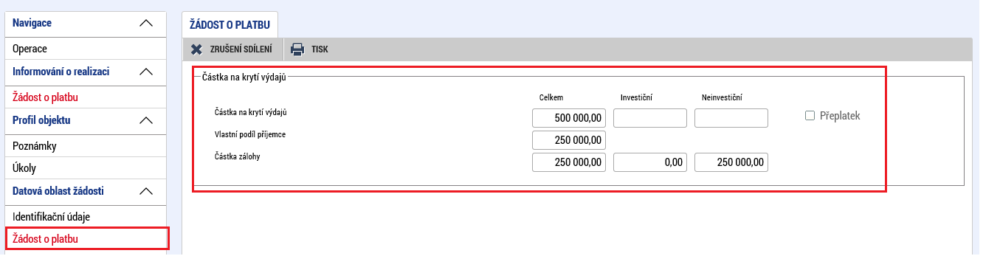 Navigace
Operace
Informování o realizaci
Žádost o platbu
Profil objektu
Poznámky
Úkoly
Datová oblast žádosti
Identifikační údaje
Žádost o platbu
ŽÁDOST O PLATBU
ZRUŠENÍ SDÍLENÍ TISK
Částka na krytí výdajů
Celkem Investiční Neinvestiční
Částka na krytí výdajů 500 000,00 Přeplatek
Vlastní podíl příjemce 250 000,00
Částka zálohy 250 000,00 0,00 250 000,00